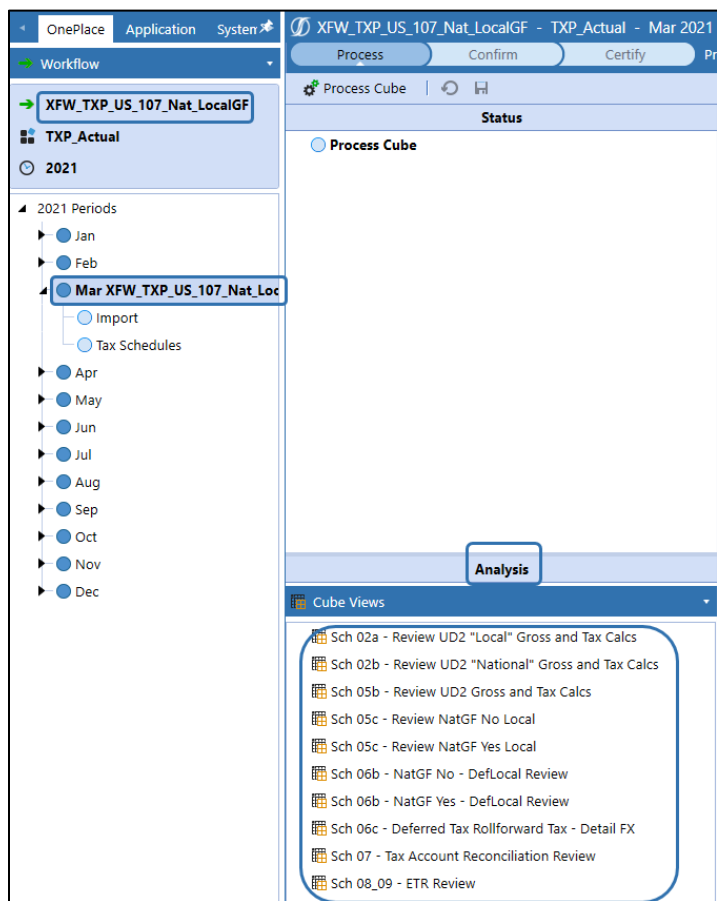 OnePlace Application System
Workflow
XFW_TXP_US_107_Nat_LocalGF
TXP_Actual
2021
2021 Periods
Jan
Feb
Mar XFW_TXP_US_107_Nat_Loc
Import
Tax Schedules
Apr
May
Jun
Jul
Aug
Sep
Oct
Nov
Dec
XFW_TXP_US_107_Nat_LocalGF - TXP_Actual - Mar 2021
Process Confirm Certify Pr
Process Cube
Status
Process Cube
Analysis
Cube Views
Sch 02a - Review UD2 "Local" Gross and Tax Calcs
Sch 02b - Review UD2 "National" Gross and Tax Calcs
Sch 05b - Review UD2 Gross and Tax Calcs
Sch 05c - Review NatGF No Local
Sch 05c - Review NatGF Yes Local
Sch 06b - NatGF No - DefLocal Review
Sch 06b - NatGF Yes - DefLocal Review
Sch 06c - Deferred Tax Rollforward Tax - Detail FX
Sch 07 - Tax Account Reconciliation Review
Sch 08_09 - ETR Review